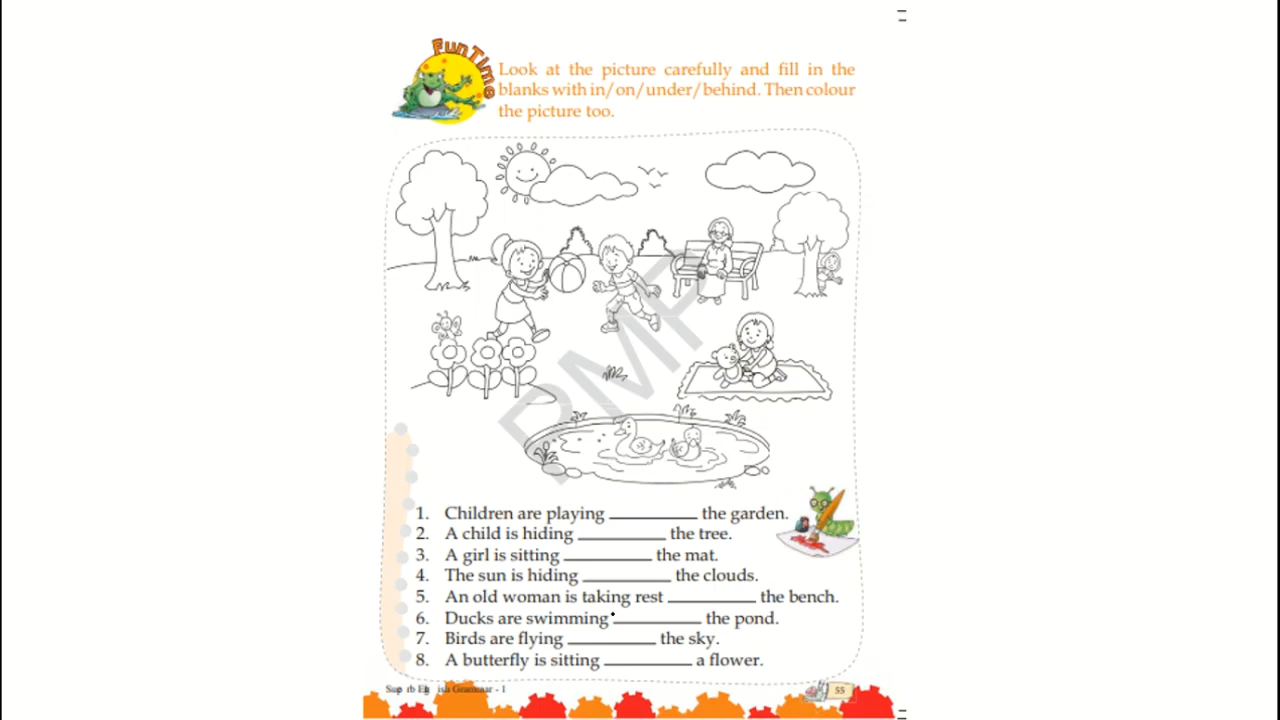 Fun Time
Look at the picture carefully and fill in the
blanks with in/on/under/behind. Then colour
the picture too.
PMP
1. Children are playing __________ the garden.
2. A child is hiding __________ the tree.
3. A girl is sitting __________ the mat.
4. The sun is hiding __________ the clouds.
5. An old woman is taking rest __________ the bench.
6. Ducks are swimming __________ the pond.
7. Birds are flying __________ the sky.
8. A butterfly is sitting __________ a flower.
Grammar - 1
55